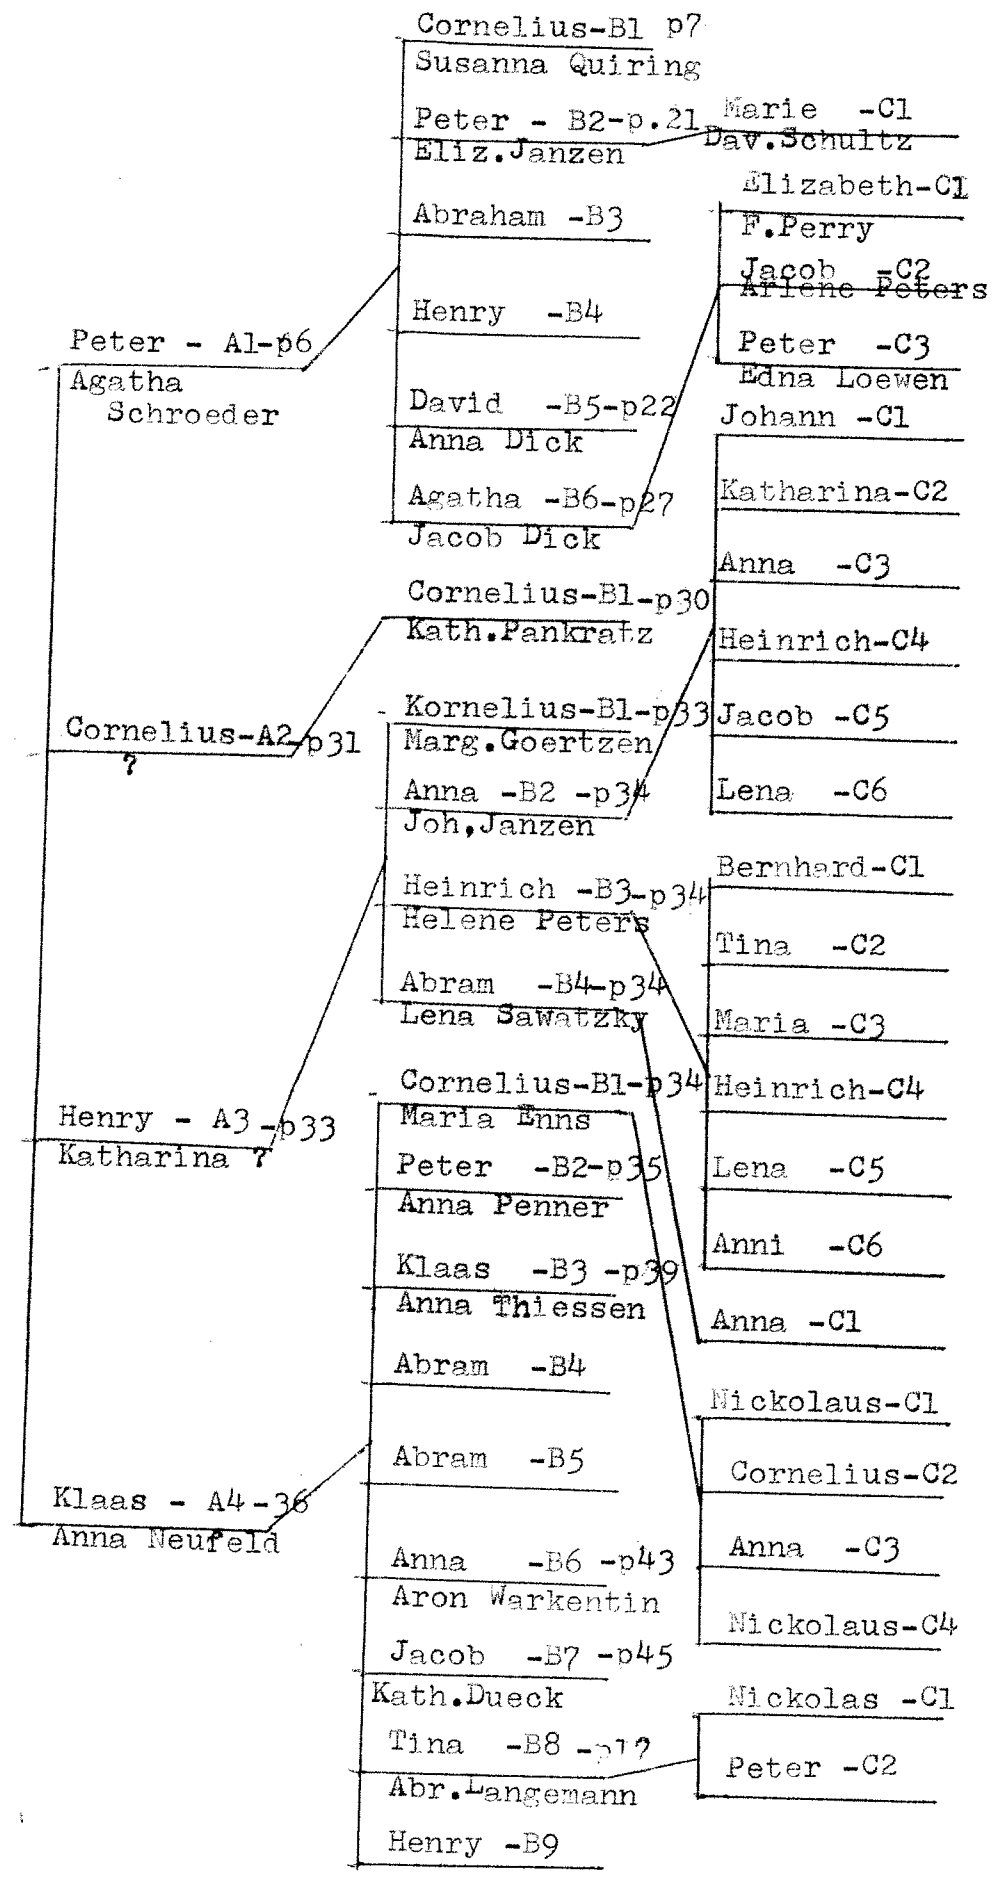 Cornelius-B1 p7
Susanna Quiring
Peter - B2-p.21
Eliz.Janzen
Abraham -B3
Henry -B4
David -B5-p22
Anna Dick
Agatha -B6-p27
Jacob Dick
Marie -C1
Dav.Schultz
Elizabeth-C1
F.Perry
Jacob -C2
Arlene Peters
Peter -C3
Edna Loewen
Peter - A1-p6
Agatha
Schroeder
Cornelius-B1-p30
Kath.Pankratz
Cornelius-A2-p31
?
Kornelius-B1-p33
Marg.Goertzen
Anna -B2 -p34
Joh,Janzen
Heinrich -B3-p34
Helene Peters
Abram -B4-p34
Lena Sawatzky
Johann -C1
Katharina-C2
Anna -C3
Heinrich-C4
Jacob -C5
Lena -C6
Bernhard-C1
Tina -C2
Maria -C3
Heinrich-C4
Lena -C5
Anni -C6
Anna -C1
Henry - A3 -p33
Katharina ?
Cornelius-B1-p34
Maria Enns
Peter -B2-p35
Anna Penner
Klaas -B3 -p39
Anna Thiessen
Abram -B4
Abram -B5
Anna -B6 -p43
Aron Warkentin
Jacob -B7 -p45
Kath.Dueck
Tina -B8
Abr.Langemann
Henry -B9
Nickolaus-C1
Cornelius-C2
Anna -C3
Nickolaus-C4
Nickolas -C1
Peter -C2
Klaas - A4-36
Anna Neufeld